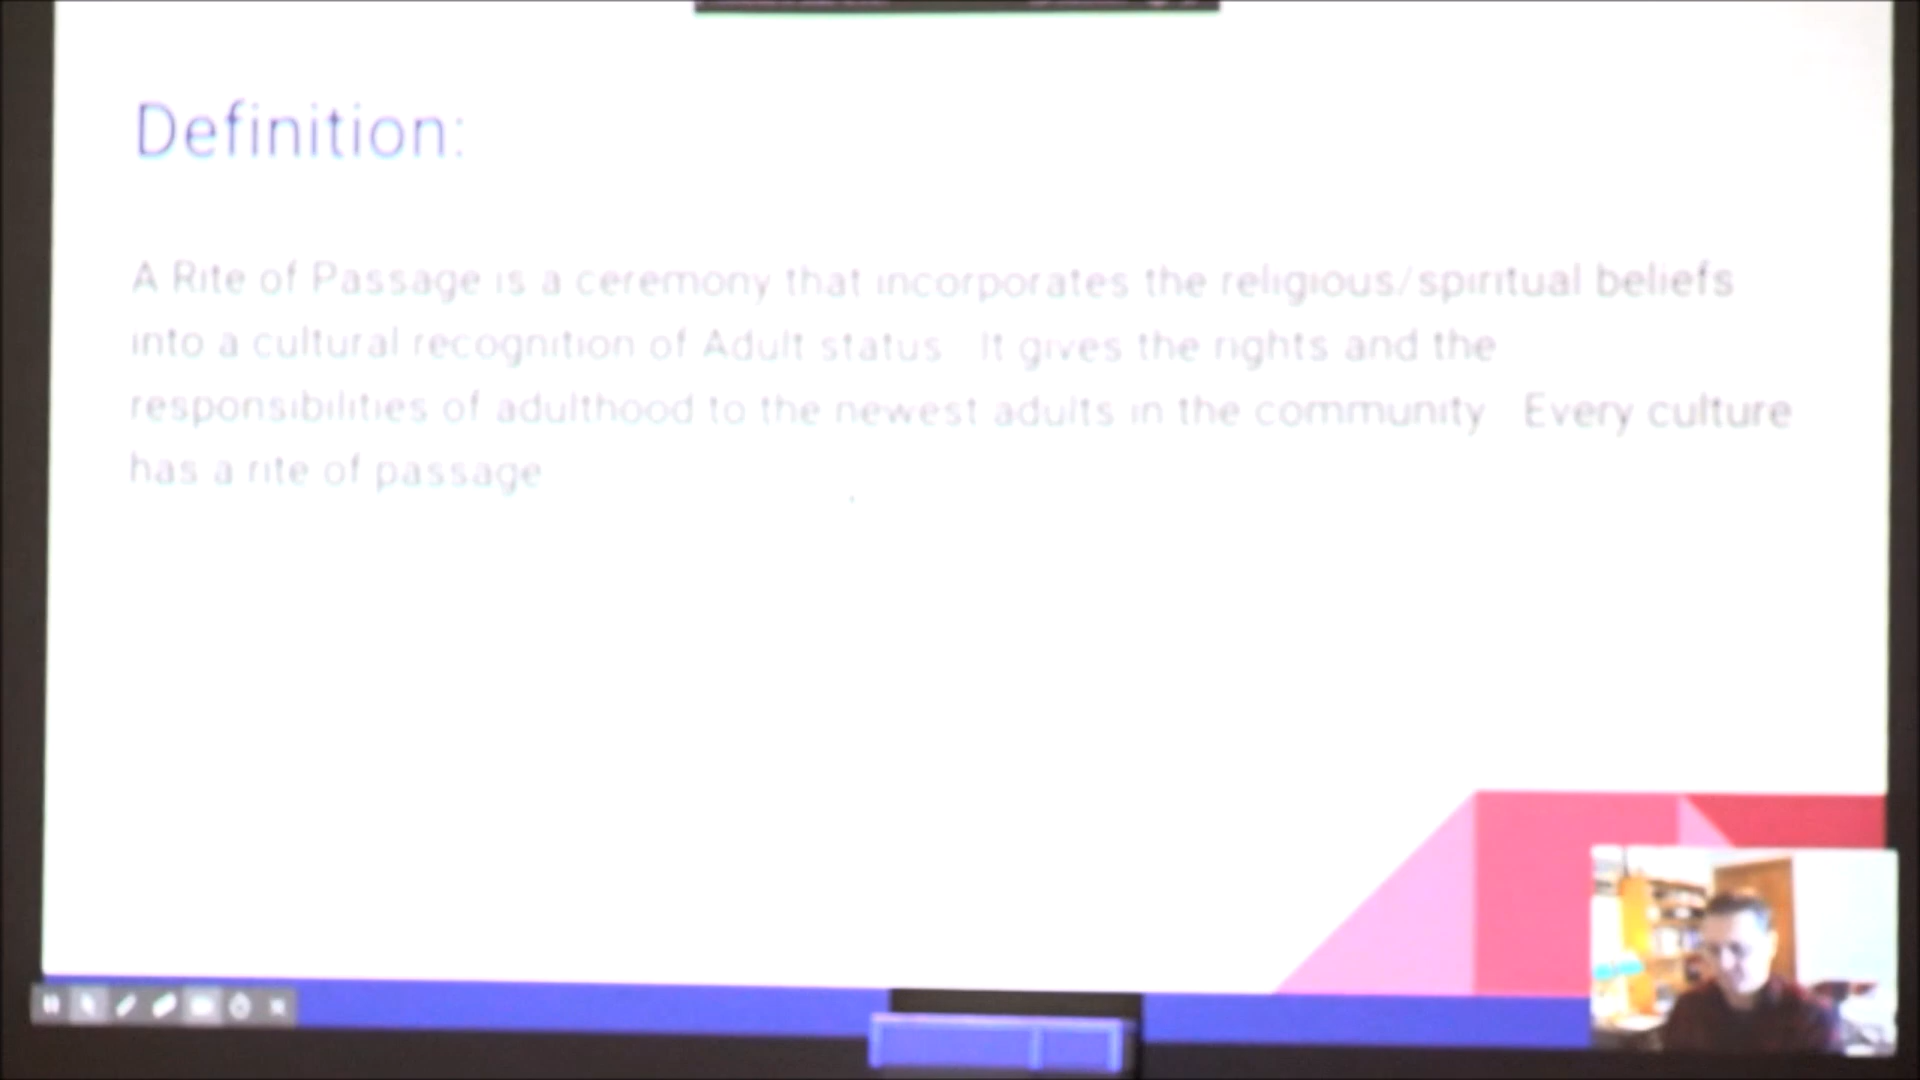 Definition:
A Rite of Passage is a ceremony that incorporates the religious/spiritual beliefs
into a cultural recognition of Adult status It gives the rights and the
responsibilities of adulthood to the newest adults in the community Every culture
has a rite of passage